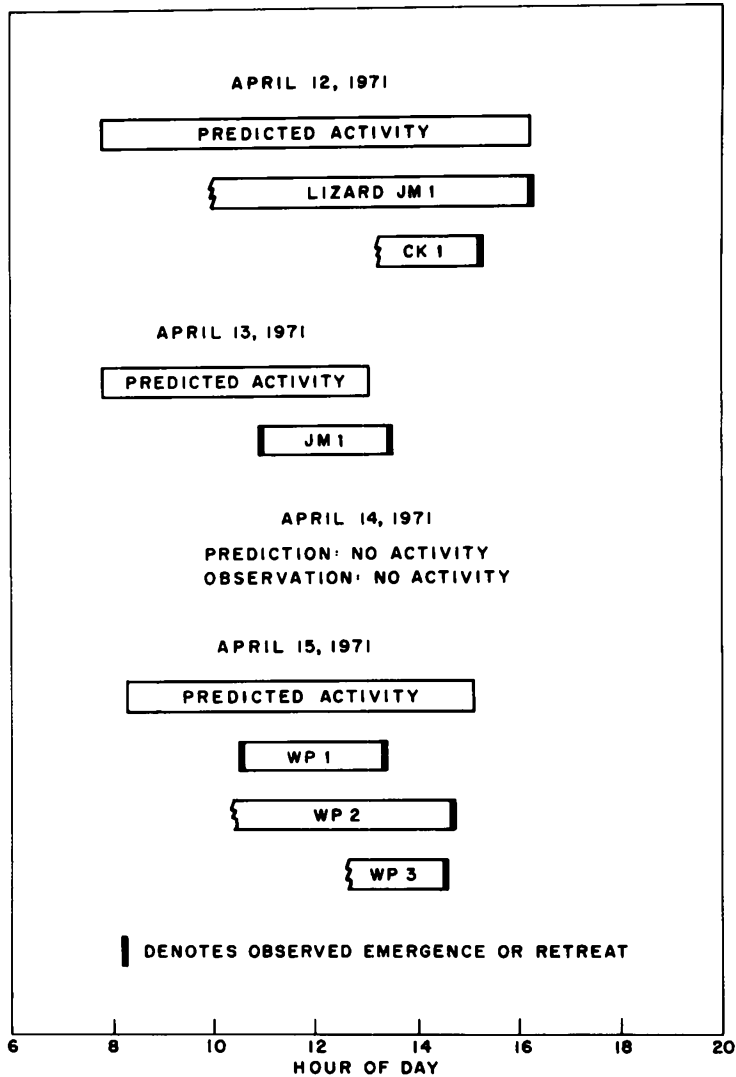 APRIL 12, 1971
PREDICTED ACTIVITY
LIZARD JM 1
CK 1
APRIL 13, 1971
PREDICTED ACTIVITY
JM 1
APRIL 14, 1971
PREDICTION: NO ACTIVITY
OBSERVATION: NO ACTIVITY
APRIL 15, 1971
PREDICTED ACTIVITY
WP 1
WP 2
WP 3
DENOTES OBSERVED EMERGENCE OR RETREAT
6 8 10 12 14 16 18 20
HOUR OF DAY